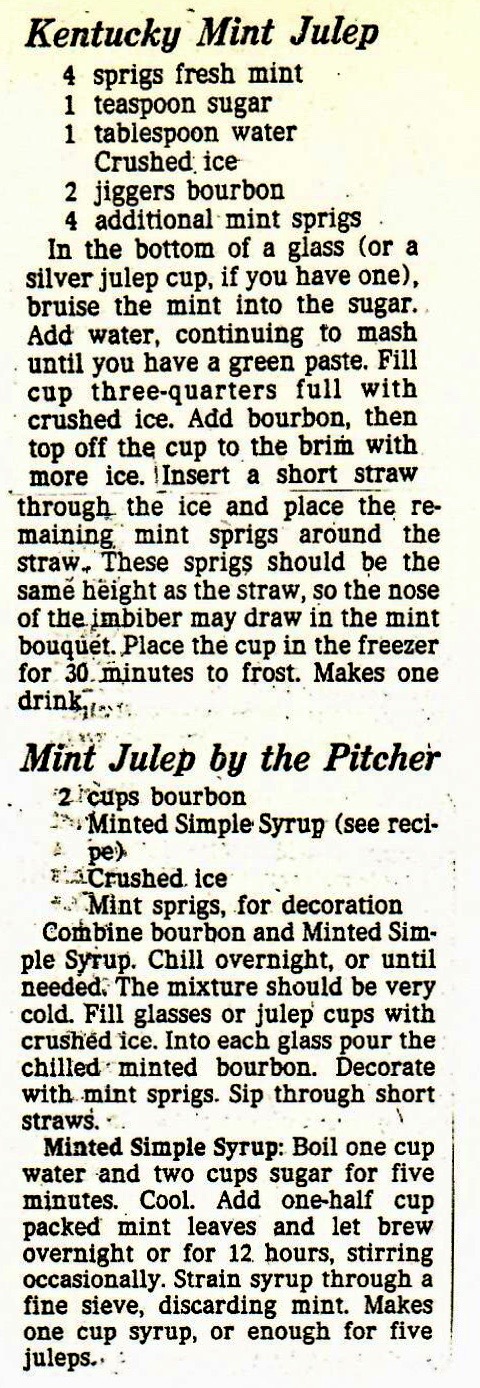 Kentucky Mint Julep
4 sprigs fresh mint
1 teaspoon sugar
1 tablespoon water
Crushed ice
2 jiggers bourbon
4 additional mint sprigs
In the bottom of a glass (or a
silver julep cup, if you have one),
bruise the mint into the sugar.
Add water, continuing to mash
until you have a green paste. Fill
cup three-quarters full with
crushed ice. Add bourbon, then
top off the cup to the brim with
more ice. Insert a short straw
through the ice and place the re-
maining mint sprigs around the
straw. These sprigs should be the
same height as the straw, so the nose
of the imbiber may draw in the mint
bouquet. Place the cup in the freezer
for 30 minutes to frost. Makes one
drink.
Mint Julep by the Pitcher
2 cups bourbon
Minted Simple Syrup (see reci-
pe)
Crushed ice
Mint sprigs, for decoration
Combine bourbon and Minted Sim-
ple Syrup. Chill overnight, or until
needed. The mixture should be very
cold. Fill glasses or julep cups with
crushed ice. Into each glass pour the
chilled minted bourbon. Decorate
with mint sprigs. Sip through short
straws.
Minted Simple Syrup: Boil one cup
water and two cups sugar for five
minutes. Cool. Add one-half cup
packed mint leaves and let brew
overnight or for 12 hours, stirring
occasionally. Strain syrup through a
fine sieve, discarding mint. Makes
one cup syrup, or enough for five
juleps.